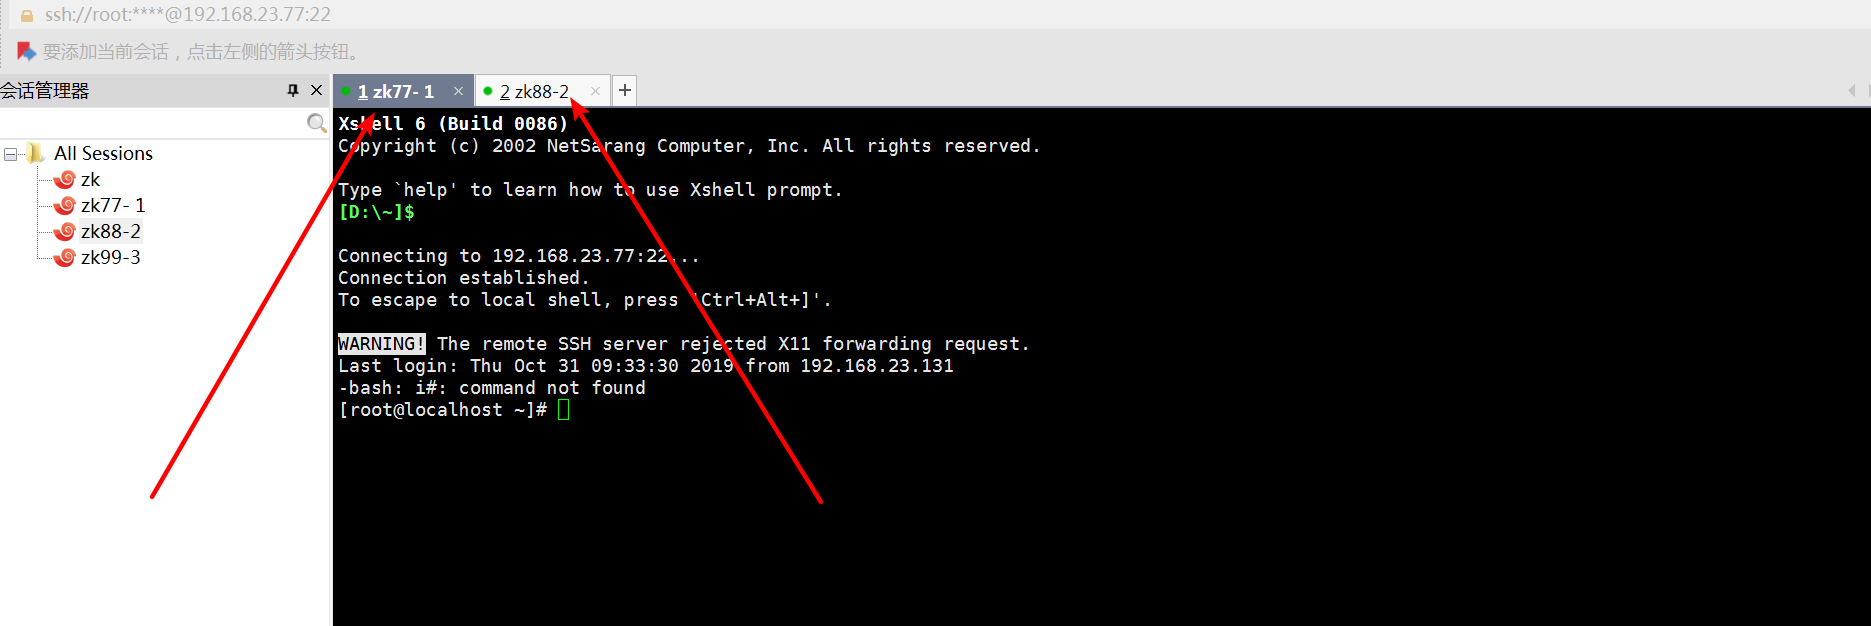 ssh://root:****@192.168.23.77:22
要添加当前会话，点击左侧的箭头按钮。
会话管理器
1 zk77- 1
2 zk88-2
+
All Sessions
zk
zk77- 1
zk88-2
zk99-3
Xshell 6 (Build 0086)
Copyright (c) 2002 NetSarang Computer, Inc. All rights reserved.
Type `help' to learn how to use Xshell prompt.
[D:\~]$
Connecting to 192.168.23.77:22...
Connection established.
To escape to local shell, press 'Ctrl+Alt+]'.
WARNING! The remote SSH server rejected X11 forwarding request.
Last login: Thu Oct 31 09:33:30 2019 from 192.168.23.131
-bash: i#: command not found
[root@localhost ~]#